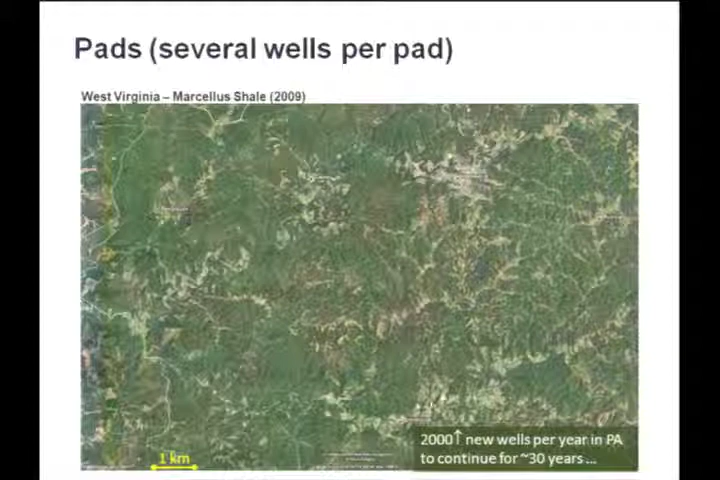 Pads (several wells per pad)
West Virginia – Marcellus Shale (2009)
2000↑ new wells per year in PA
to continue for ~30 years ...
1 km